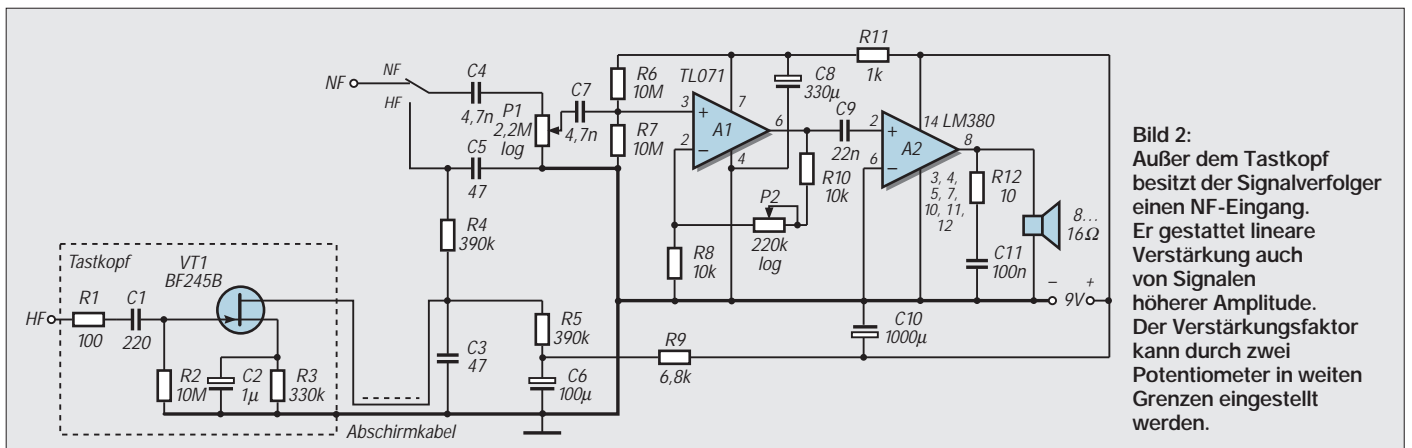 R11
1k
NF
NF
HF
C4
4,7n
P1
2,2M
log
C7
4,7n
C5
47
R6
10M
R7
10M
TL071
3
+
2
−
A1
7
4
6
C8
330µ
C9
22n
R10
10k
P2
220k
log
R8
10k
2
+
6
−
A2
14
LM380
8
3, 4,
5, 7,
10, 11,
12
R12
10
C11
100n
8...
16Ω
−
+
9V
R4
390k
Tastkopf
VT1
BF245B
HF
R1
100
C1
220
R2
10M
C2
1µ
R3
330k
Abschirmkabel
C3
47
R5
390k
C6
100µ
R9
6,8k
C10
1000µ
Bild 2:
Außer dem Tastkopf
besitzt der Signalverfolger
einen NF-Eingang.
Er gestattet lineare
Verstärkung auch
von Signalen
höherer Amplitude.
Der Verstärkungsfaktor
kann durch zwei
Potentiometer in weiten
Grenzen eingestellt
werden.